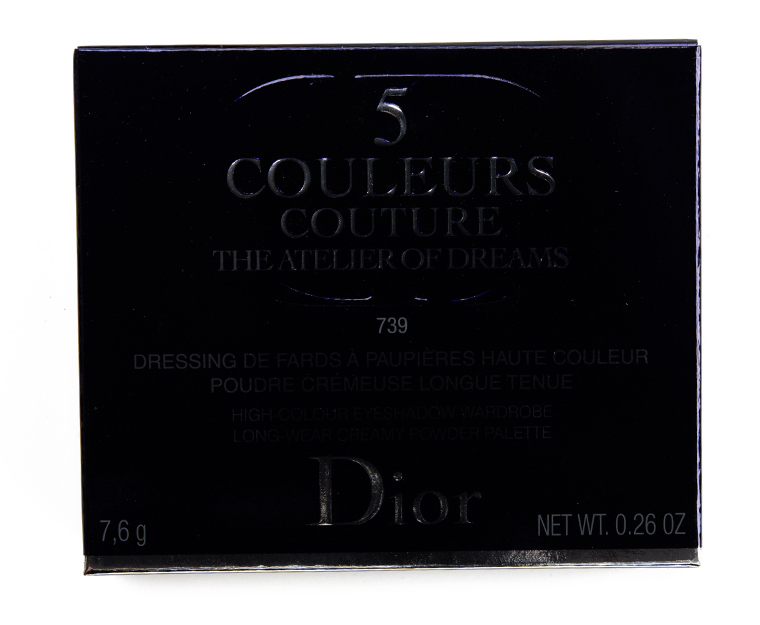 5
COULEURS
COUTURE
THE ATELIER OF DREAMS
739
DRESSING DE FARDS À PAUPIÈRES HAUTE COULEUR
POUDRE CRÉMEUSE LONGUE TENUE
HIGH-COLOUR EYESHADOW WARDROBE
LONG-WEAR CREAMY POWDER PALETTE
Dior
7,6 g
NET WT. 0.26 OZ